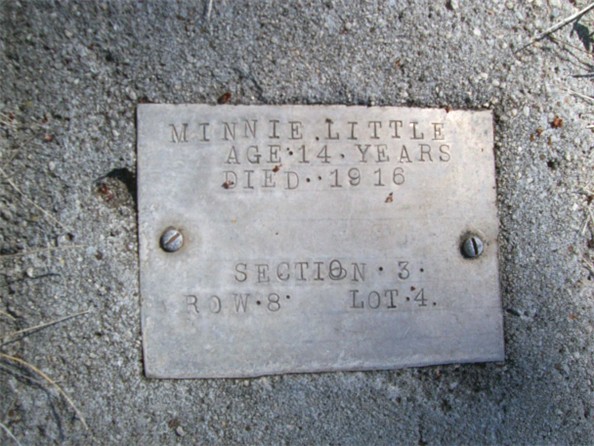 MINNIE LITTLE
AGE·14·YEARS
DIED··1916
SECTION·3·
ROW·8· LOT·4.